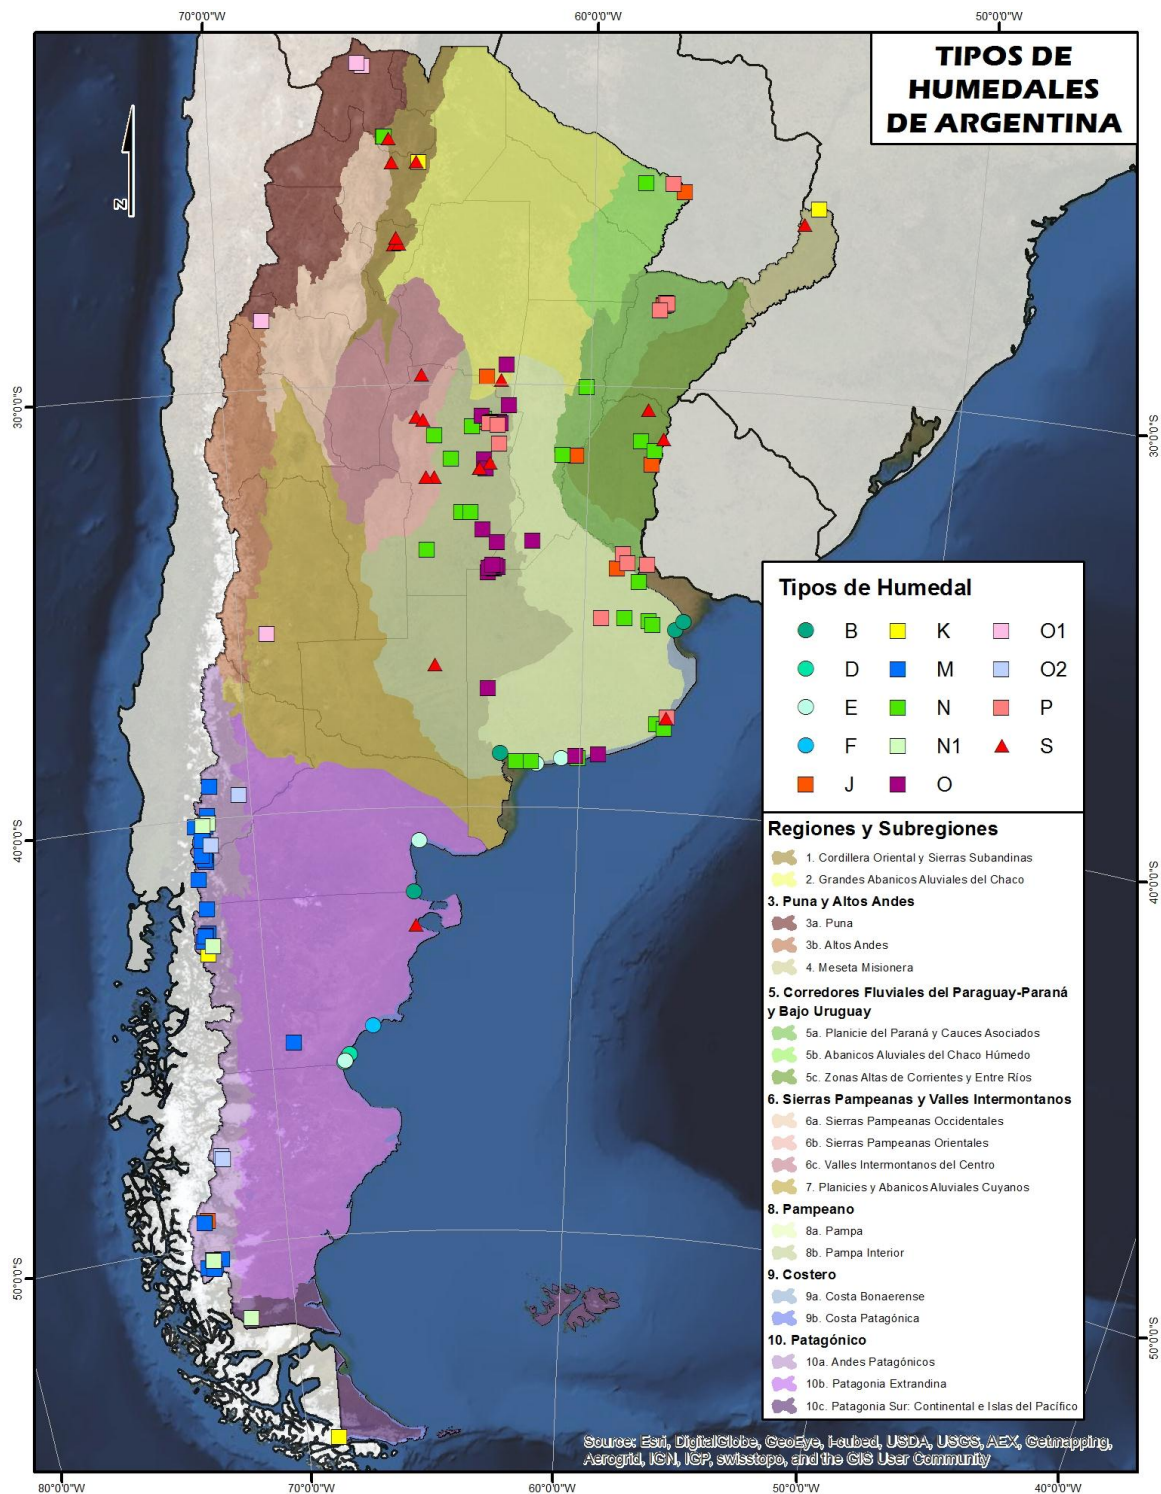 70°0'0"W
60°0'0"W
50°0'0"W
TIPOS DE
HUMEDALES
DE ARGENTINA
N
30°0'0"S
30°0'0"S
40°0'0"S
40°0'0"S
50°0'0"S
50°0'0"S
Tipos de Humedal
B K O1
D M O2
E N P
F N1 S
J O
Regiones y Subregiones
1. Cordillera Oriental y Sierras Subandinas
2. Grandes Abanicos Aluviales del Chaco
3. Puna y Altos Andes
3a. Puna
3b. Altos Andes
4. Meseta Misionera
5. Corredores Fluviales del Paraguay-Paraná
y Bajo Uruguay
5a. Planicie del Paraná y Cauces Asociados
5b. Abanicos Aluviales del Chaco Húmedo
5c. Zonas Altas de Corrientes y Entre Ríos
6. Sierras Pampeanas y Valles Intermontanos
6a. Sierras Pampeanas Occidentales
6b. Sierras Pampeanas Orientales
6c. Valles Intermontanos del Centro
7. Planicies y Abanicos Aluviales Cuyanos
8. Pampeano
8a. Pampa
8b. Pampa Interior
9. Costero
9a. Costa Bonaerense
9b. Costa Patagónica
10. Patagónico
10a. Andes Patagónicos
10b. Patagonia Extrandina
10c. Patagonia Sur: Continental e Islas del Pacífico
Source: Esri, DigitalGlobe, GeoEye, i-cubed, USDA, USGS, AEX, Getmapping,
Aerogrid, IGN, IGP, swisstopo, and the GIS User Community
80°0'0"W
70°0'0"W
60°0'0"W
50°0'0"W
40°0'0"W